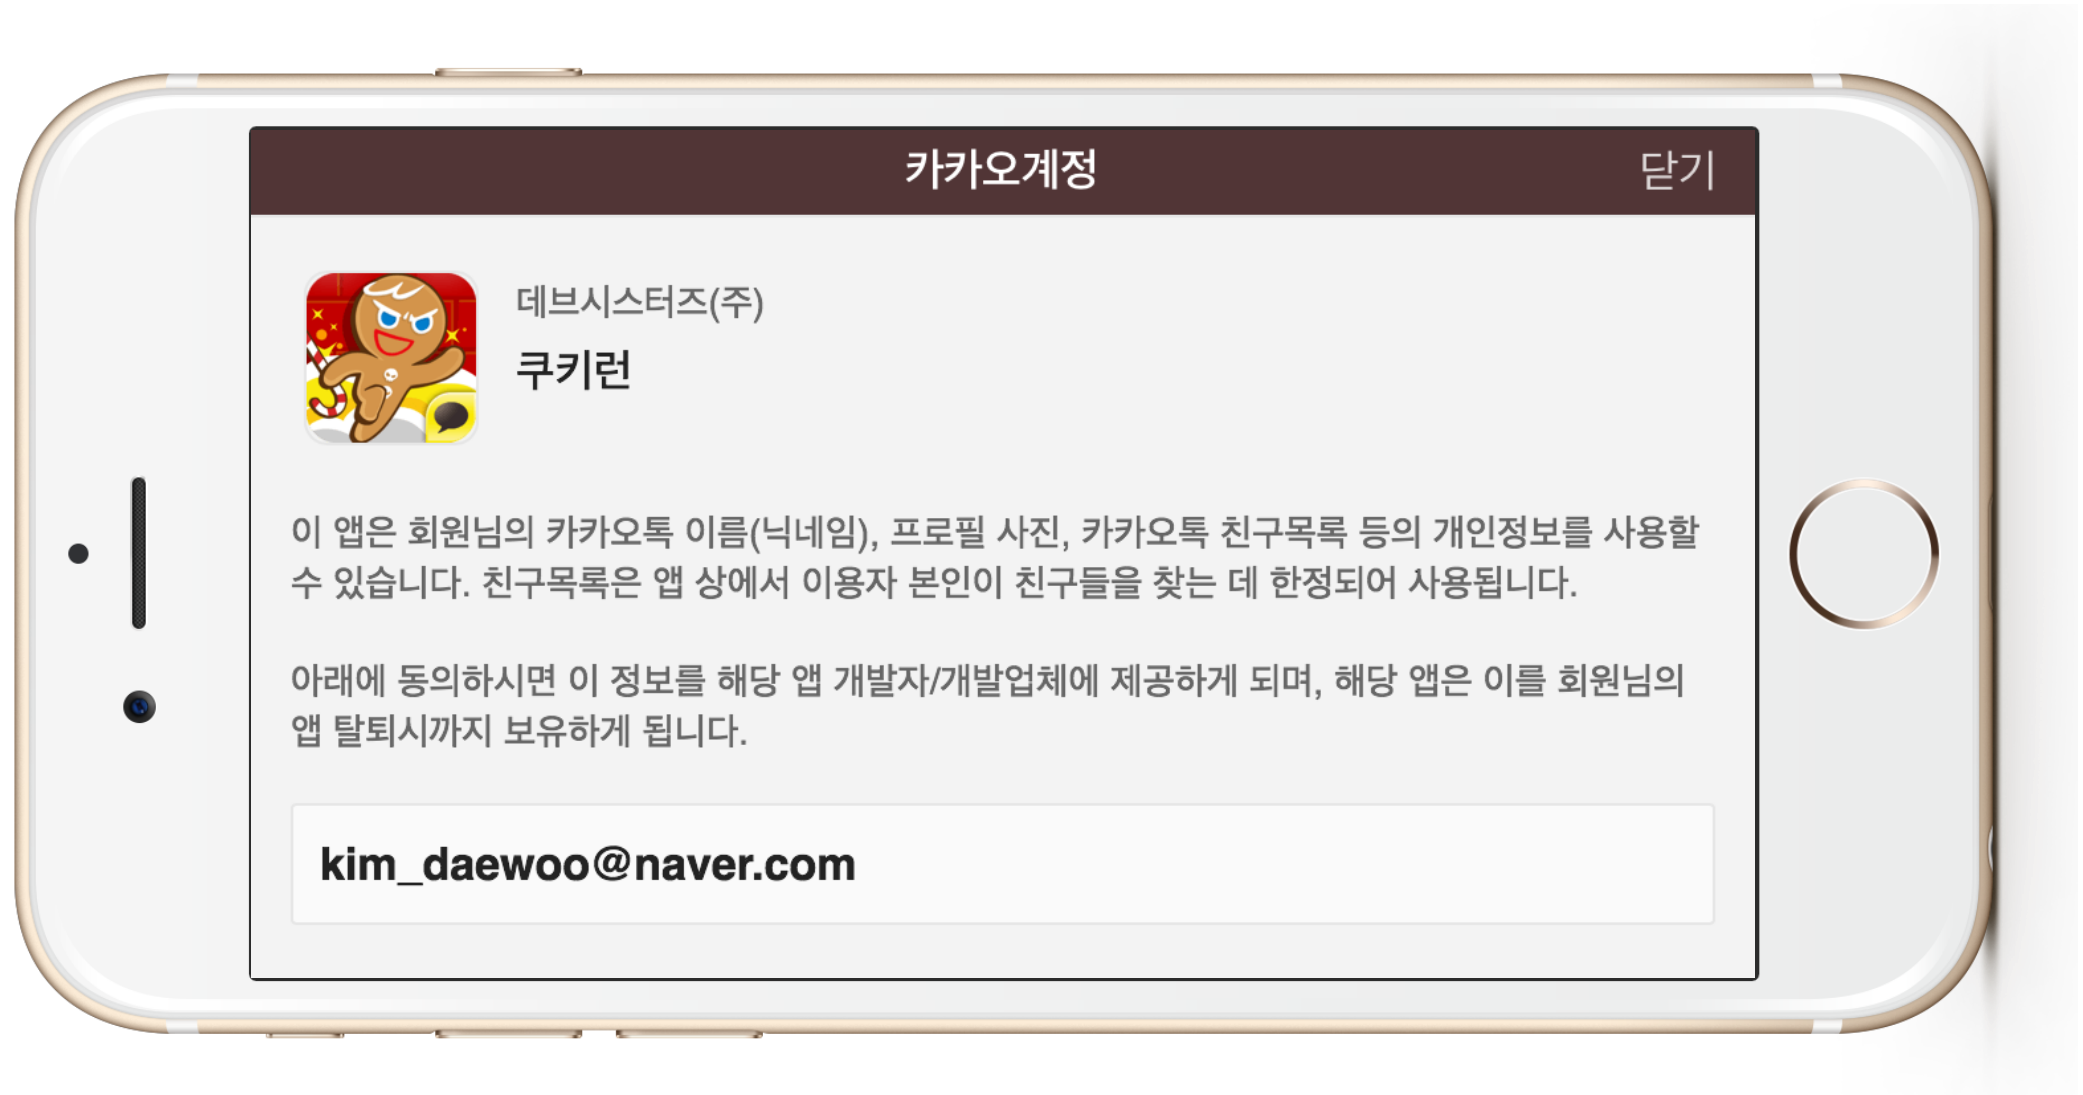 카카오계정
닫기
데브시스터즈(주)
쿠키런
이 앱은 회원님의 카카오톡 이름(닉네임), 프로필 사진, 카카오톡 친구목록 등의 개인정보를 사용할
수 있습니다. 친구목록은 앱 상에서 이용자 본인이 친구들을 찾는 데 한정되어 사용됩니다.
아래에 동의하시면 이 정보를 해당 앱 개발자/개발업체에 제공하게 되며, 해당 앱은 이를 회원님의
앱 탈퇴시까지 보유하게 됩니다.
kim_daewoo@naver.com